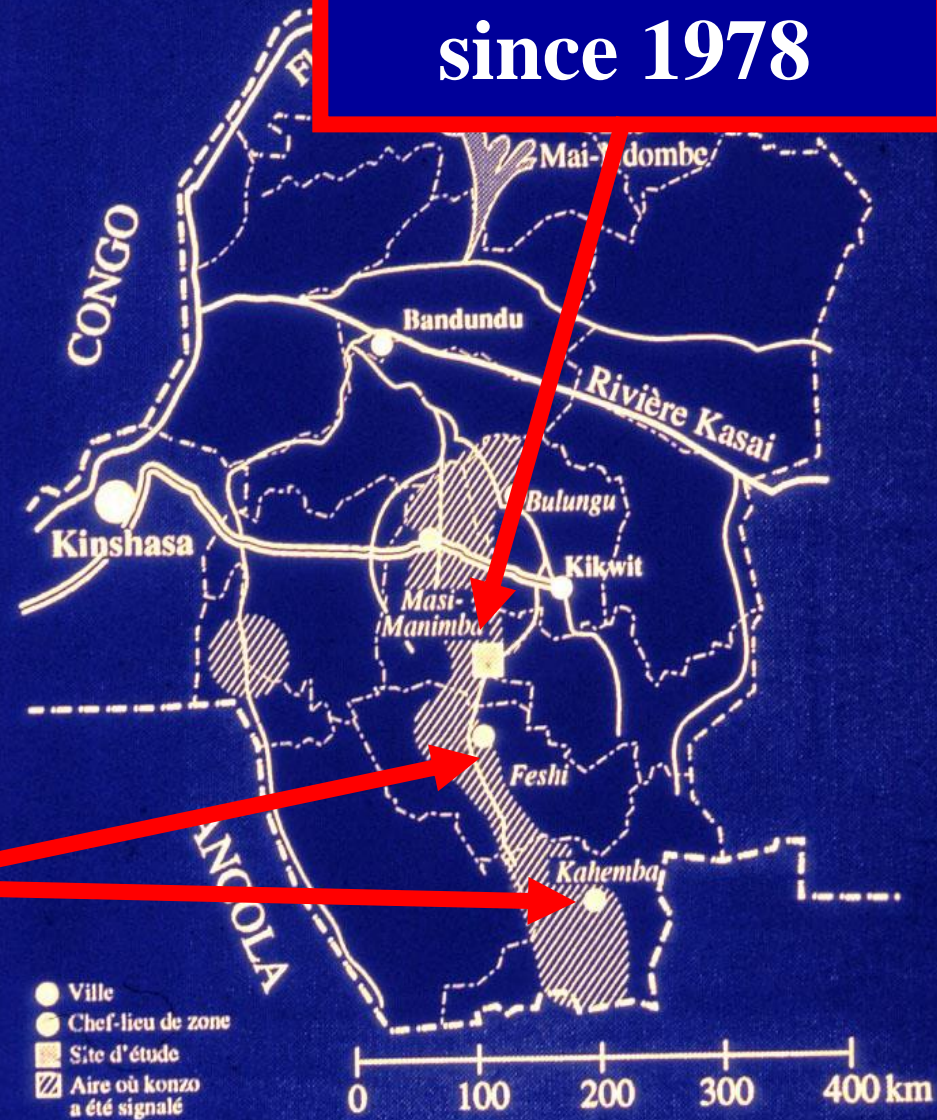 since 1978
Mai-Ndombe
CONGO
Bandundu
Rivière Kasai
Bulungu
Kinshasa
Kikwit
Masi-
Manimba
Feshi
ANGOLA
Kahemba
Ville
Chef-lieu de zone
Site d'étude
Aire où konzo
a été signalé
0 100 200 300 400 km